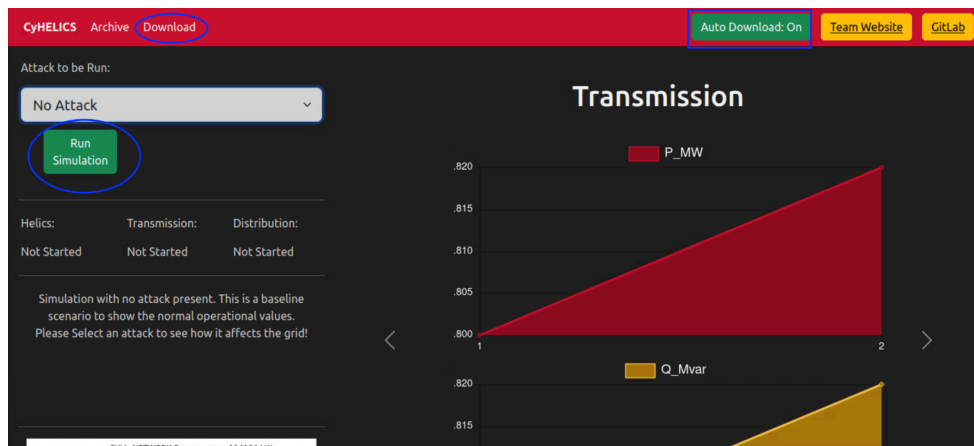 CyHELICS Archive Download Auto Download: On Team Website GitLab
Attack to be Run:
No Attack
Run
Simulation
Helics: Transmission: Distribution:
Not Started Not Started Not Started
Simulation with no attack present. This is a baseline
scenario to show the normal operational values.
Please Select an attack to see how it affects the grid!
Transmission
P_MW
.820
.815
.810
.805
.800
1 2
Q_Mvar
.820
.815